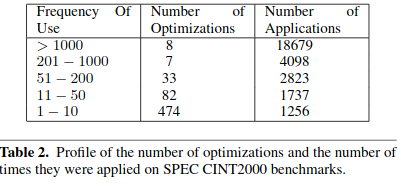 Frequency Of Use | Number of Optimizations | Number of Applications
> 1000 | 8 | 18679
201 − 1000 | 7 | 4098
51 − 200 | 33 | 2823
11 − 50 | 82 | 1737
1 − 10 | 474 | 1256
Table 2. Profile of the number of optimizations and the number of
times they were applied on SPEC CINT2000 benchmarks.